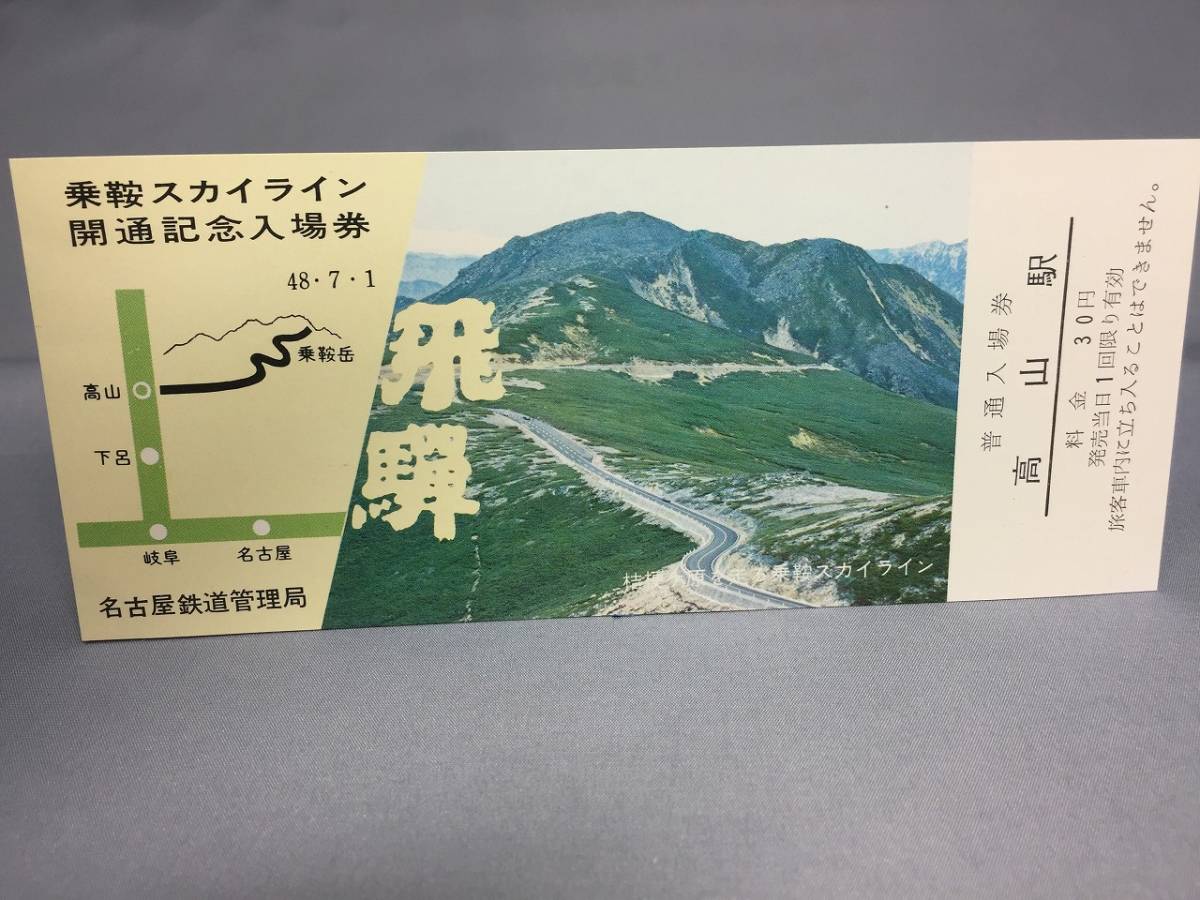 乗鞍スカイライン
開通記念入場券
48・7・1
乗鞍岳
高山
下呂
岐阜
名古屋
名古屋鉄道管理局
飛驒
乗鞍スカイライン
普通入場券
高山駅
料金 30円
発売当日1回限り有効
旅客車内に立ち入ることはできません。